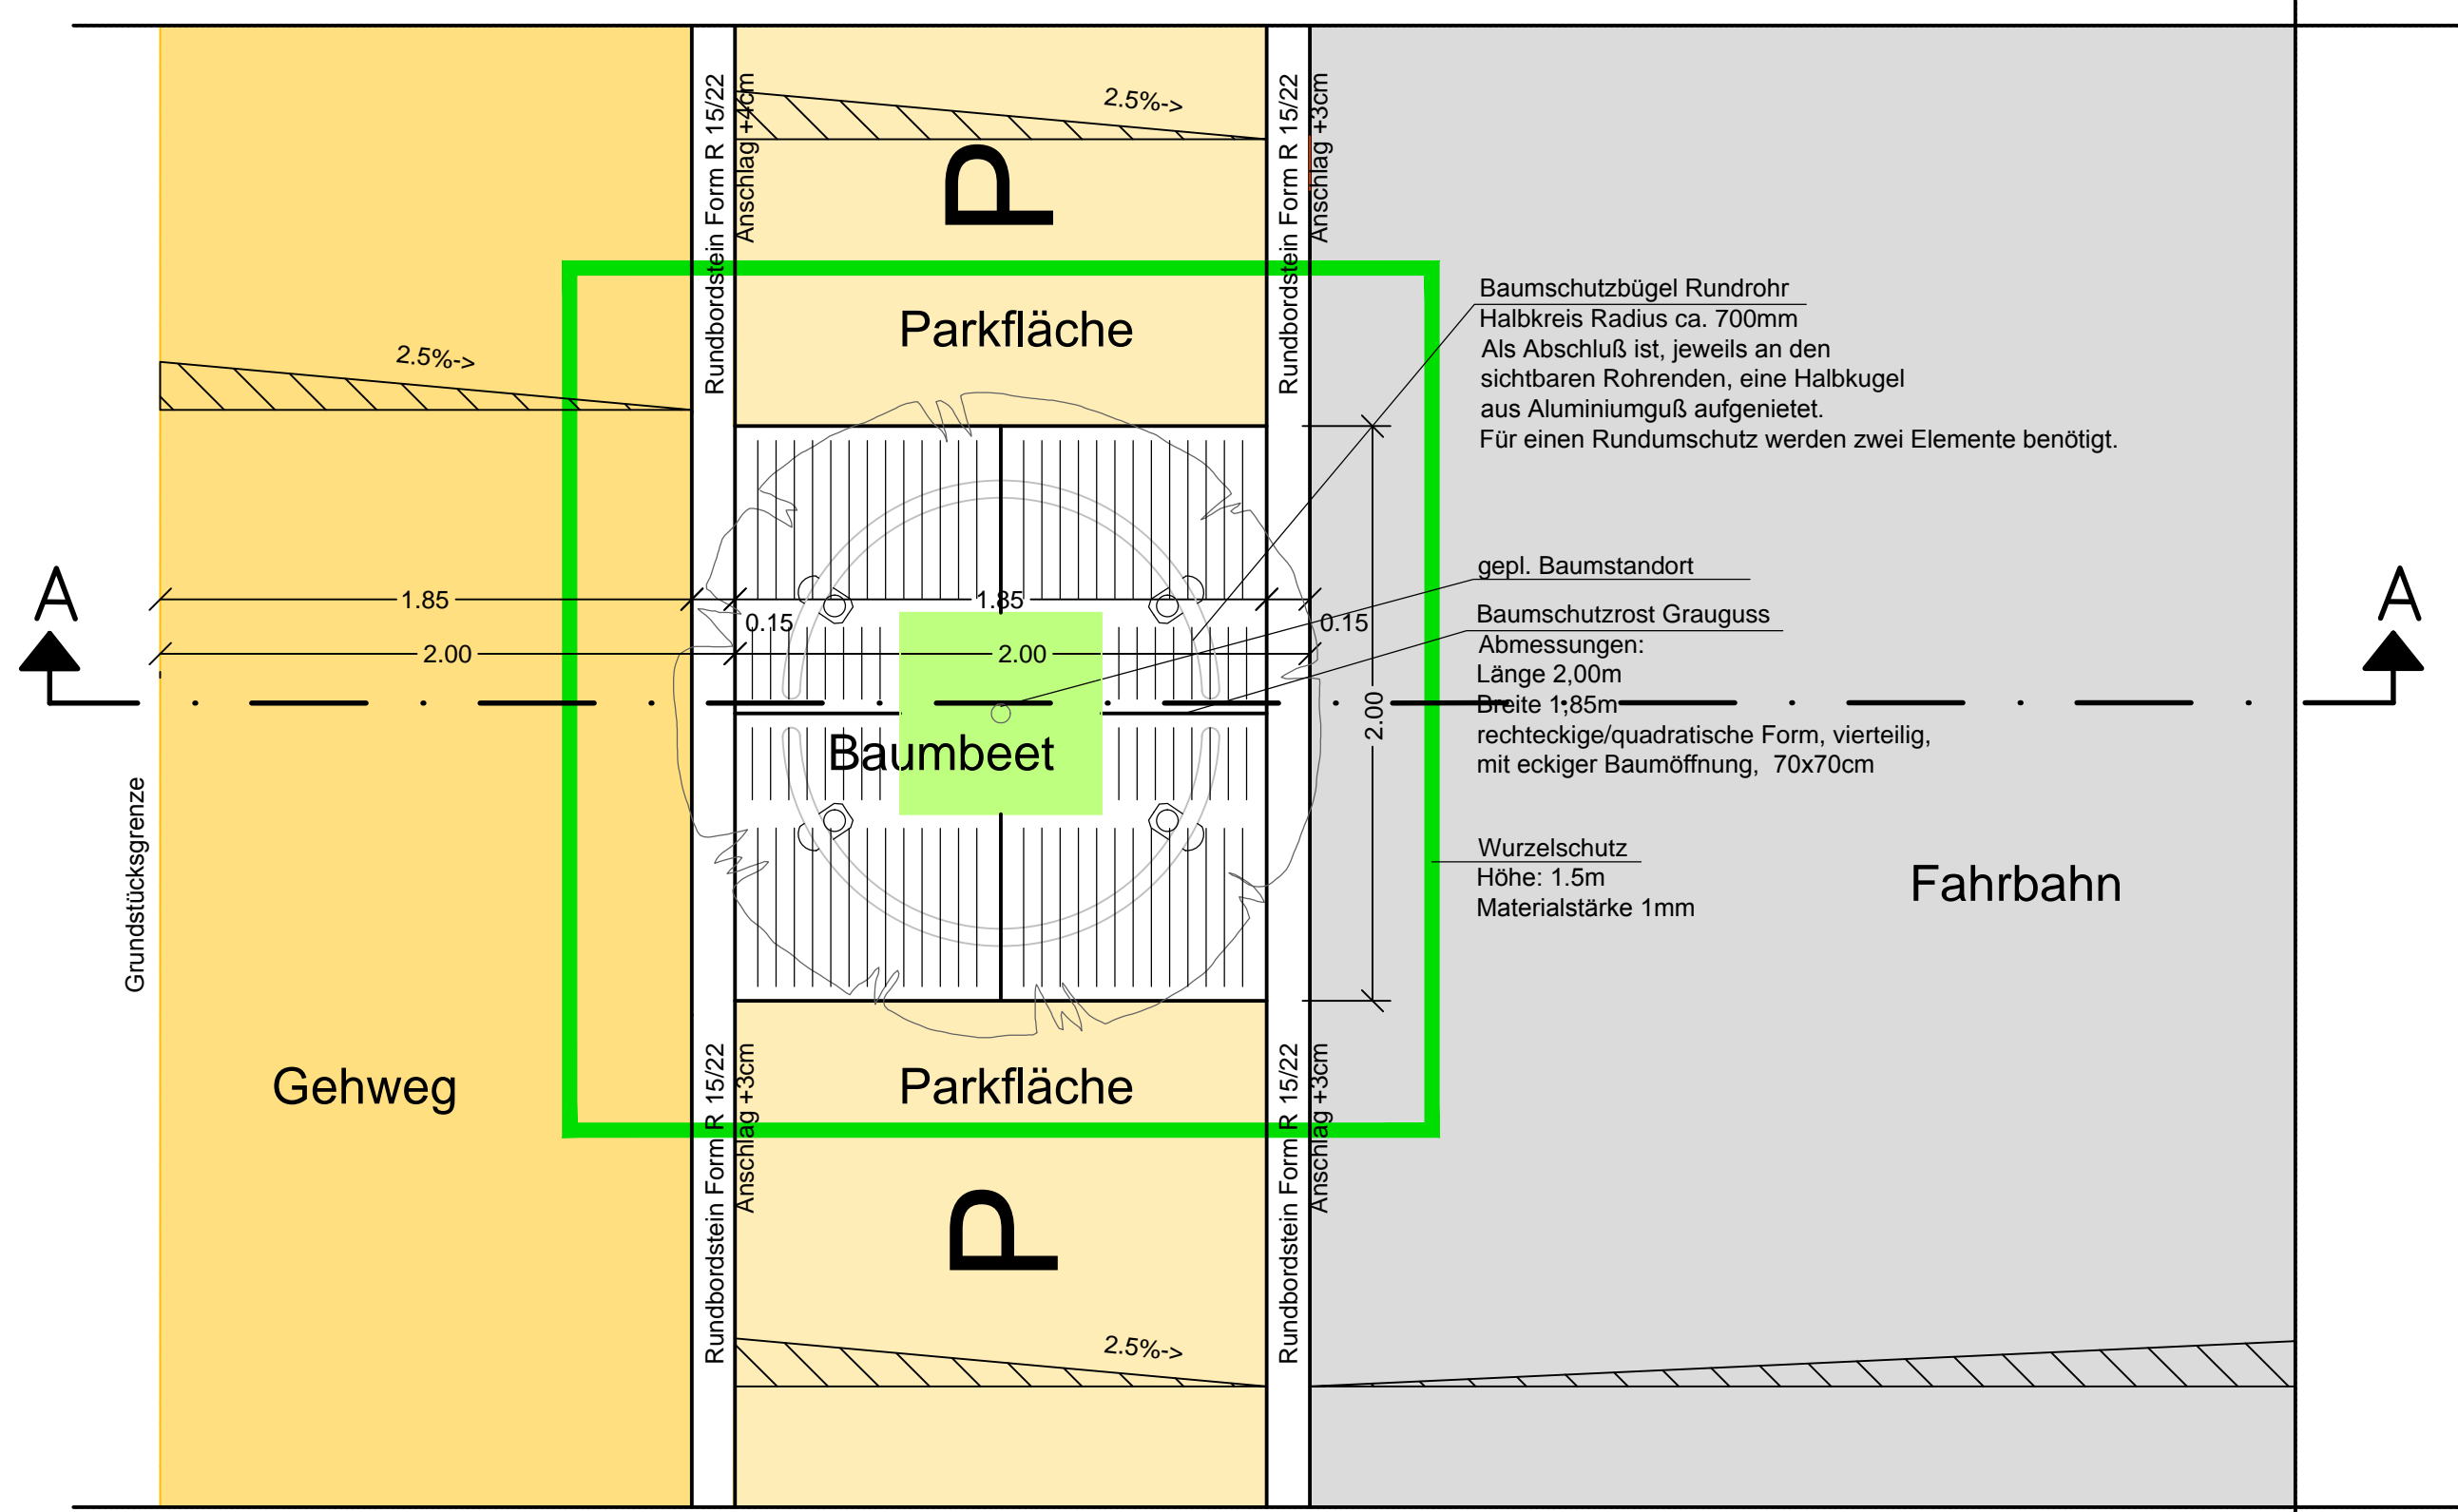 Rundbordstein Form R 15/22
Anschlag +4cm
2.5%->
P
Rundbordstein Form R 15/22
Anschlag +3cm
Parkfläche
2.5%->
Baumschutzbügel Rundrohr
Halbkreis Radius ca. 700mm
Als Abschluß ist, jeweils an den
sichtbaren Rohrenden, eine Halbkugel
aus Aluminiumguß aufgenietet.
Für einen Rundumschutz werden zwei Elemente benötigt.
gepl. Baumstandort
Baumschutzrost Grauguss
Abmessungen:
Länge 2,00m
Breite 1,85m
rechteckige/quadratische Form, vierteilig,
mit eckiger Baumöffnung, 70x70cm
A
1.85
0.15
1.85
0.15
A
2.00
2.00
2.00
Baumbeet
Grundstücksgrenze
Wurzelschutz
Höhe: 1.5m
Materialstärke 1mm
Fahrbahn
Gehweg
Parkfläche
Rundbordstein Form R 15/22
Anschlag +3cm
P
Rundbordstein Form R 15/22
Anschlag +3cm
2.5%->